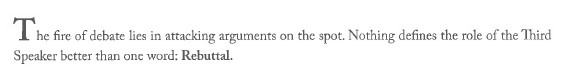 The fire of debate lies in attacking arguments on the spot. Nothing defines the role of the Third
Speaker better than one word: Rebuttal.